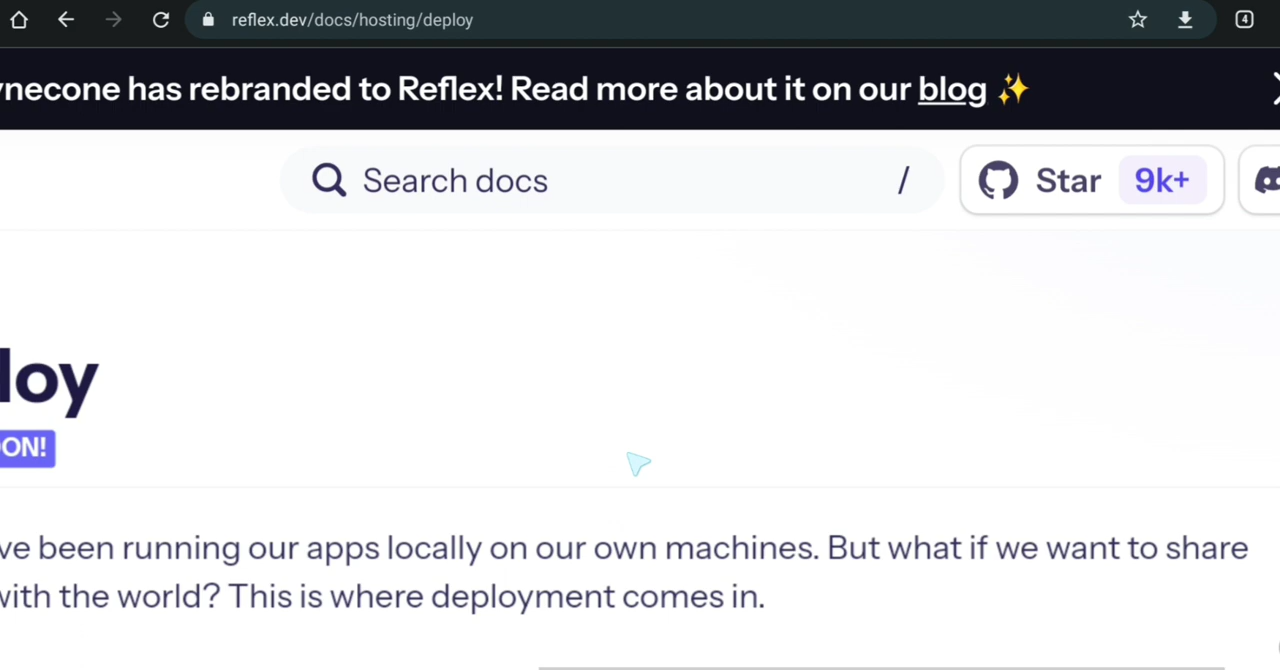 reflex.dev/docs/hosting/deploy
4
ynecone has rebranded to Reflex! Read more about it on our blog ✨
Search docs /
Star 9k+
loy
OON!
ve been running our apps locally on our own machines. But what if we want to share
with the world? This is where deployment comes in.